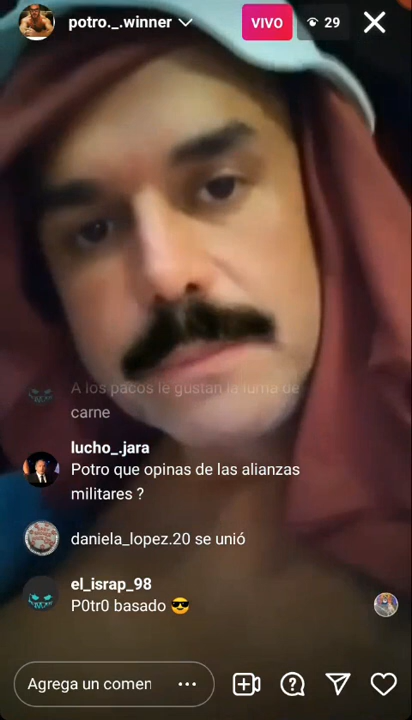 potro._.winner
VIVO
29
A los pacos le gustan la luma de
carne
lucho_.jara
Potro que opinas de las alianzas
militares ?
daniela_lopez.20 se unió
el_israp_98
P0tr0 basado 😎
Agrega un comen